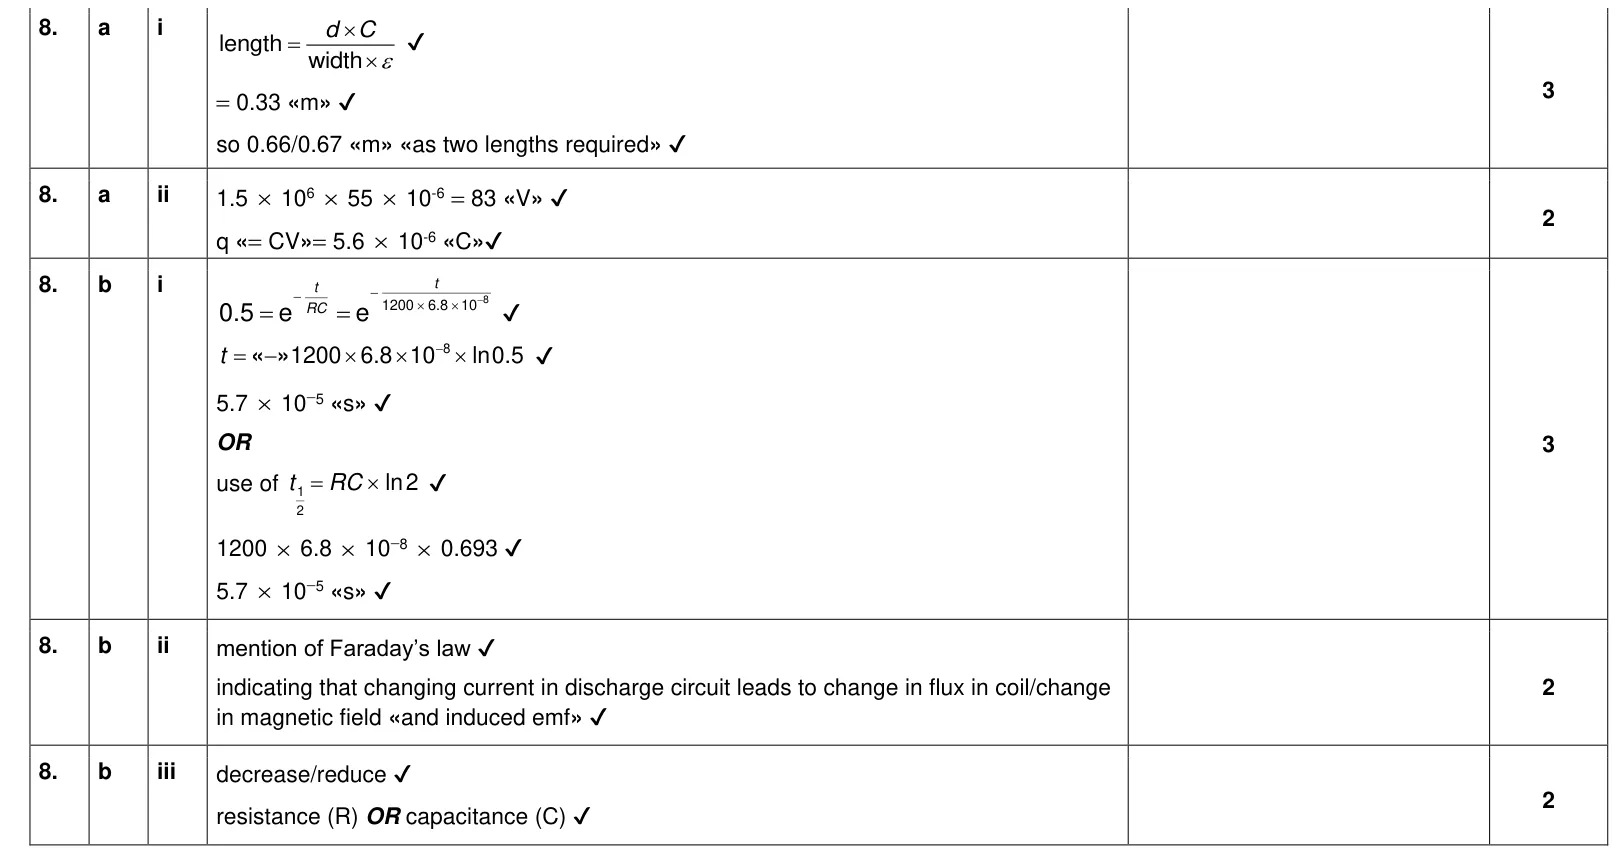 8. a i length = d × C / width × ε ✓
= 0.33 «m» ✓
so 0.66/0.67 «m» «as two lengths required» ✓
3
8. a ii 1.5 × 10⁶ × 55 × 10⁻⁶ = 83 «V» ✓
q «= CV»= 5.6 × 10⁻⁶ «C»✓
2
8. b i 0.5 = e^(−t/RC) = e^(−t/(1200 × 6.8 × 10⁻⁸)) ✓
t = «–»1200 × 6.8 × 10⁻⁸ × ln0.5 ✓
5.7 × 10⁻⁵ «s» ✓
OR
use of t½ = RC × ln2 ✓
1200 × 6.8 × 10⁻⁸ × 0.693 ✓
5.7 × 10⁻⁵ «s» ✓
3
8. b ii mention of Faraday’s law ✓
indicating that changing current in discharge circuit leads to change in flux in coil/change
in magnetic field «and induced emf» ✓
2
8. b iii decrease/reduce ✓
resistance (R) OR capacitance (C) ✓
2